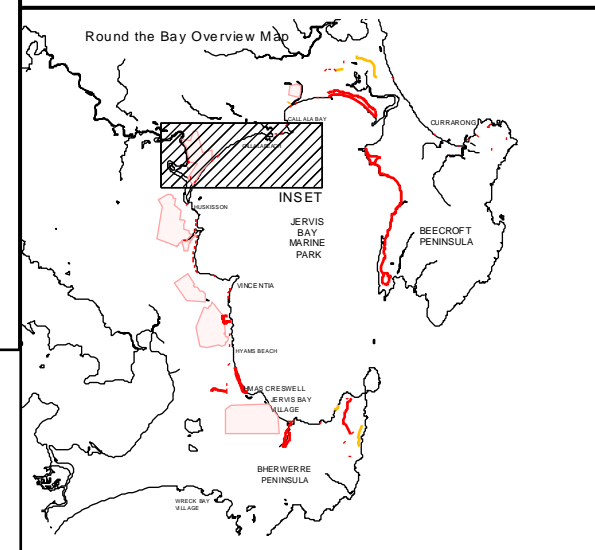 Round the Bay Overview Map
CURRARONG
CALLALA BAY
CALLALA BEACH
INSET
HUSKISSON
JERVIS
BAY
MARINE
PARK
BEECROFT
PENINSULA
VINCENTIA
HYAMS BEACH
HMAS CRESWELL
JERVIS BAY
VILLAGE
BHERWERRE
PENINSULA
WRECK BAY
VILLAGE